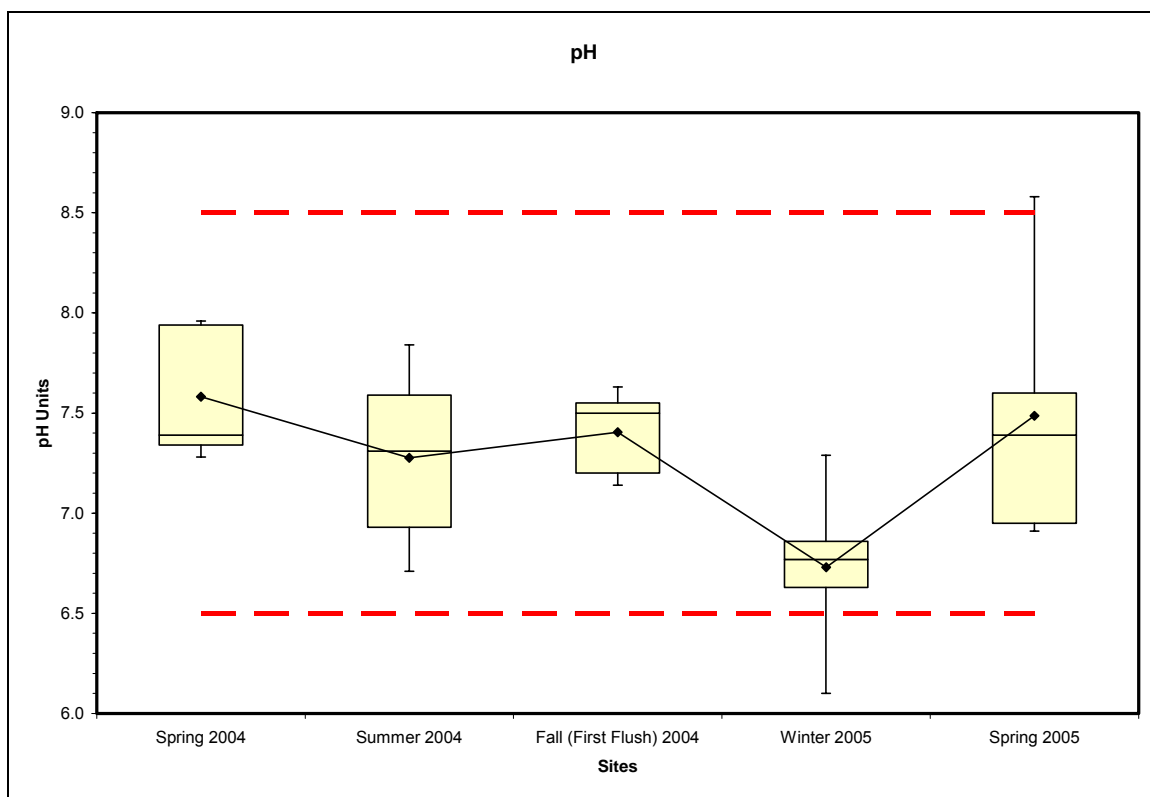 pH
9.0
8.5
8.0
7.5
7.0
6.5
6.0
pH Units
Spring 2004
Summer 2004
Fall (First Flush) 2004
Winter 2005
Spring 2005
Sites